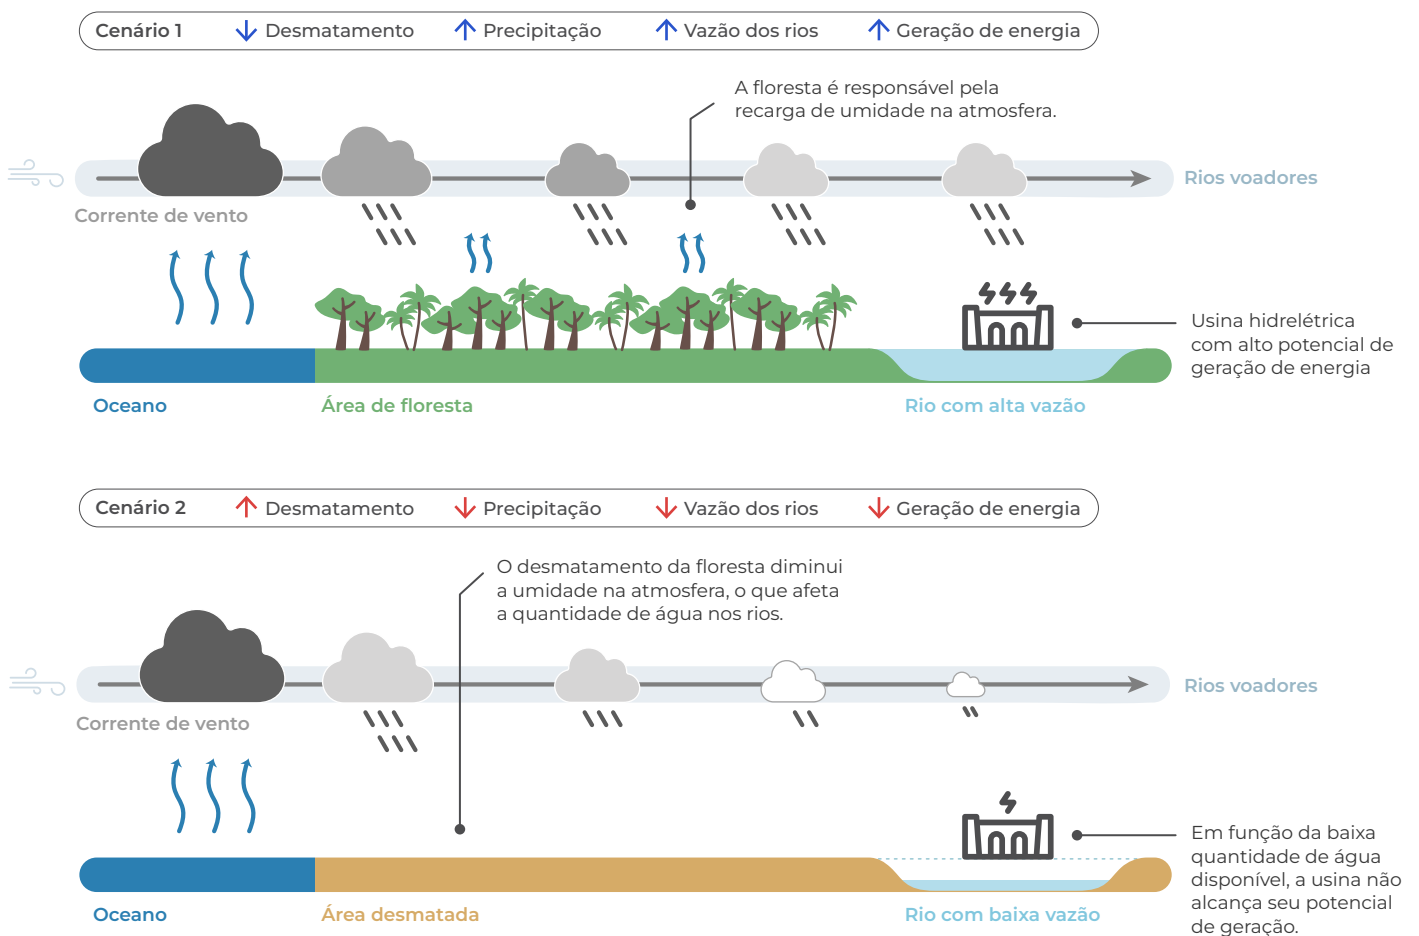 Cenário 1 Desmatamento Precipitação Vazão dos rios Geração de energia
A floresta é responsável pela
recarga de umidade na atmosfera.
Rios voadores
Corrente de vento
Usina hidrelétrica
com alto potencial de
geração de energia
Oceano
Área de floresta
Rio com alta vazão
Cenário 2 Desmatamento Precipitação Vazão dos rios Geração de energia
O desmatamento da floresta diminui
a umidade na atmosfera, o que afeta
a quantidade de água nos rios.
Rios voadores
Corrente de vento
Em função da baixa
quantidade de água
disponível, a usina não
alcança seu potencial
de geração.
Oceano
Área desmatada
Rio com baixa vazão